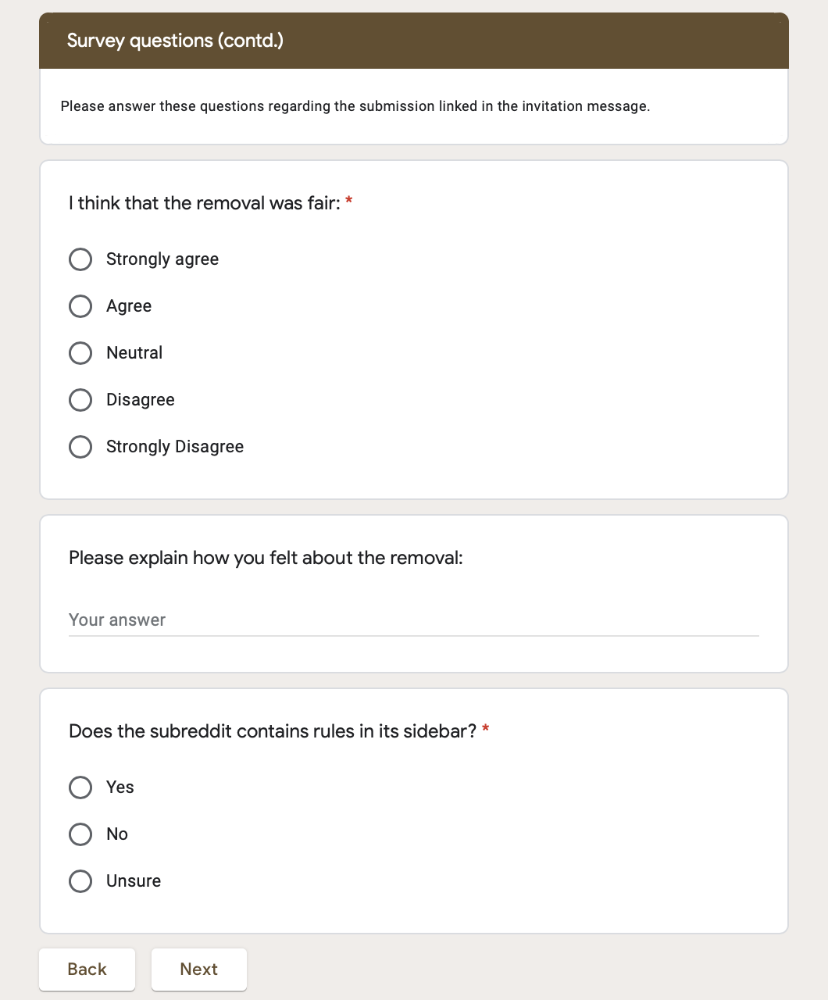 Survey questions (contd.)
Please answer these questions regarding the submission linked in the invitation message.
I think that the removal was fair: *
Strongly agree
Agree
Neutral
Disagree
Strongly Disagree
Please explain how you felt about the removal:
Your answer
Does the subreddit contains rules in its sidebar? *
Yes
No
Unsure
Back Next